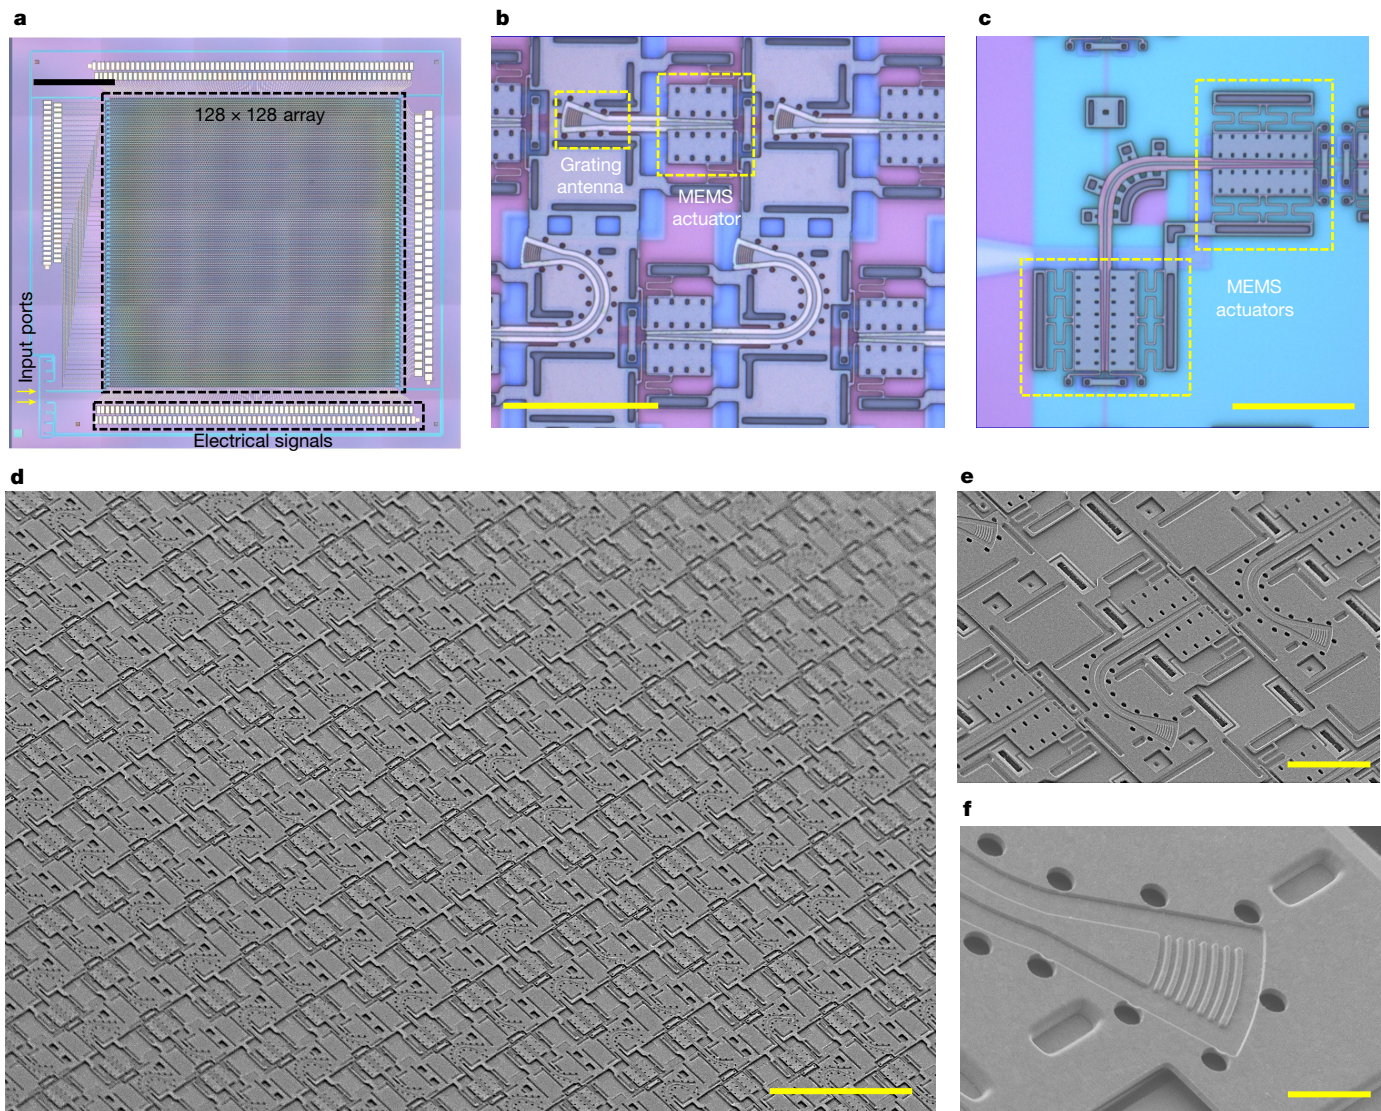 a
b
c
128 × 128 array
Input ports
Electrical signals
Grating
antenna
MEMS
actuator
MEMS
actuators
d
e
f